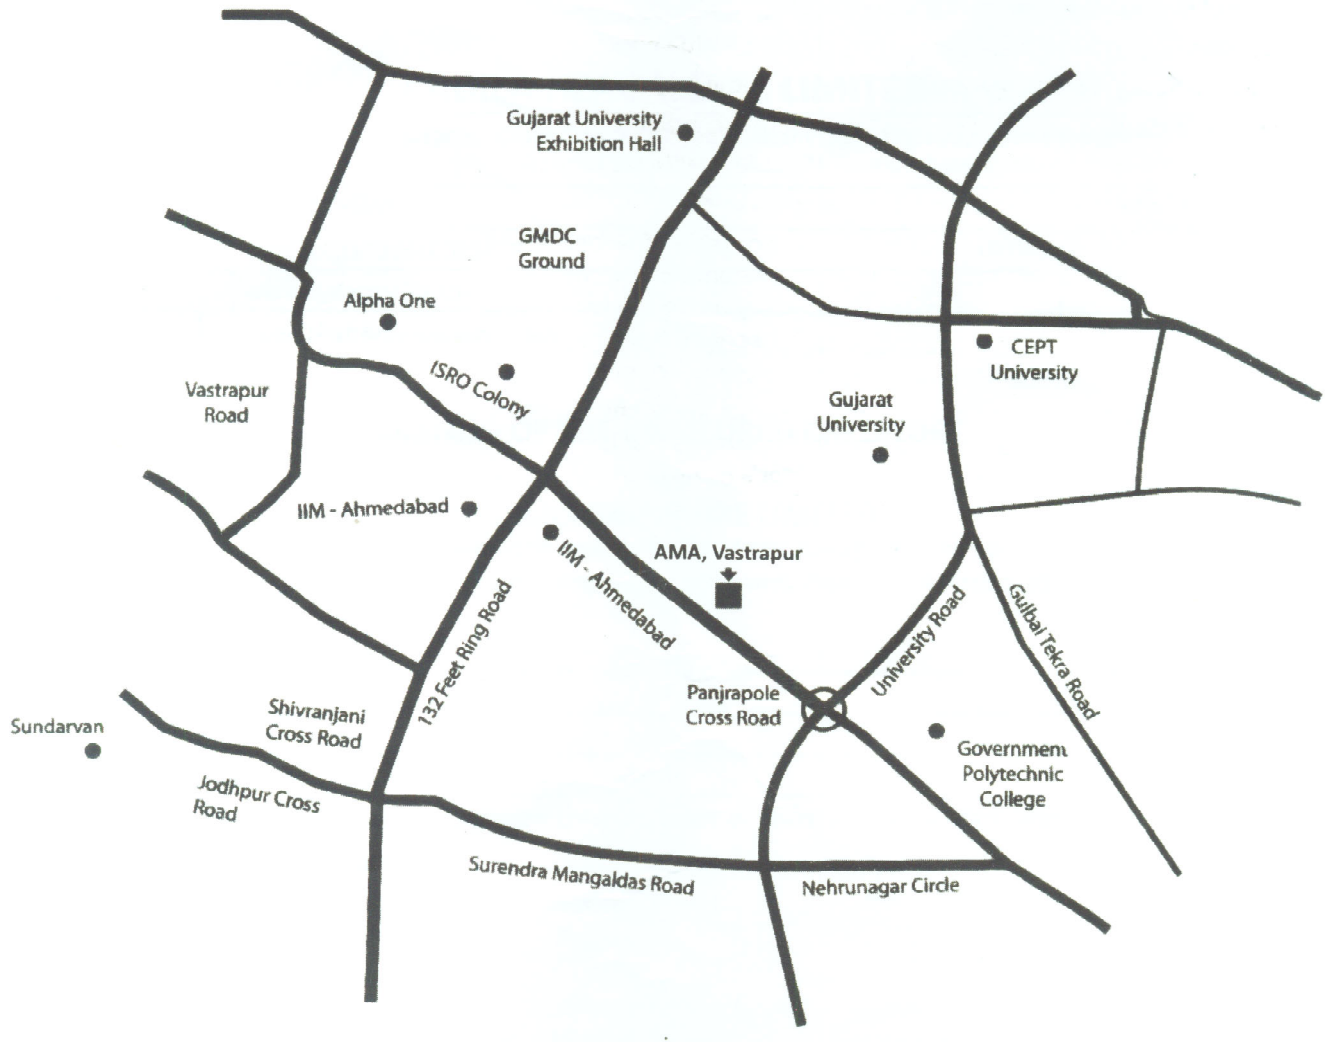 Gujarat University
Exhibition Hall
GMDC
Ground
Alpha One
ISRO Colony
CEPT
University
Vastrapur
Road
Gujarat
University
IIM - Ahmedabad
IIM - Ahmedabad
AMA, Vastrapur
132 Feet Ring Road
University Road
Gulbai Tekra Road
Panjrapole
Cross Road
Shivranjani
Cross Road
Sundarvan
Jodhpur Cross
Road
Government
Polytechnic
College
Surendra Mangaldas Road
Nehrunagar Circle